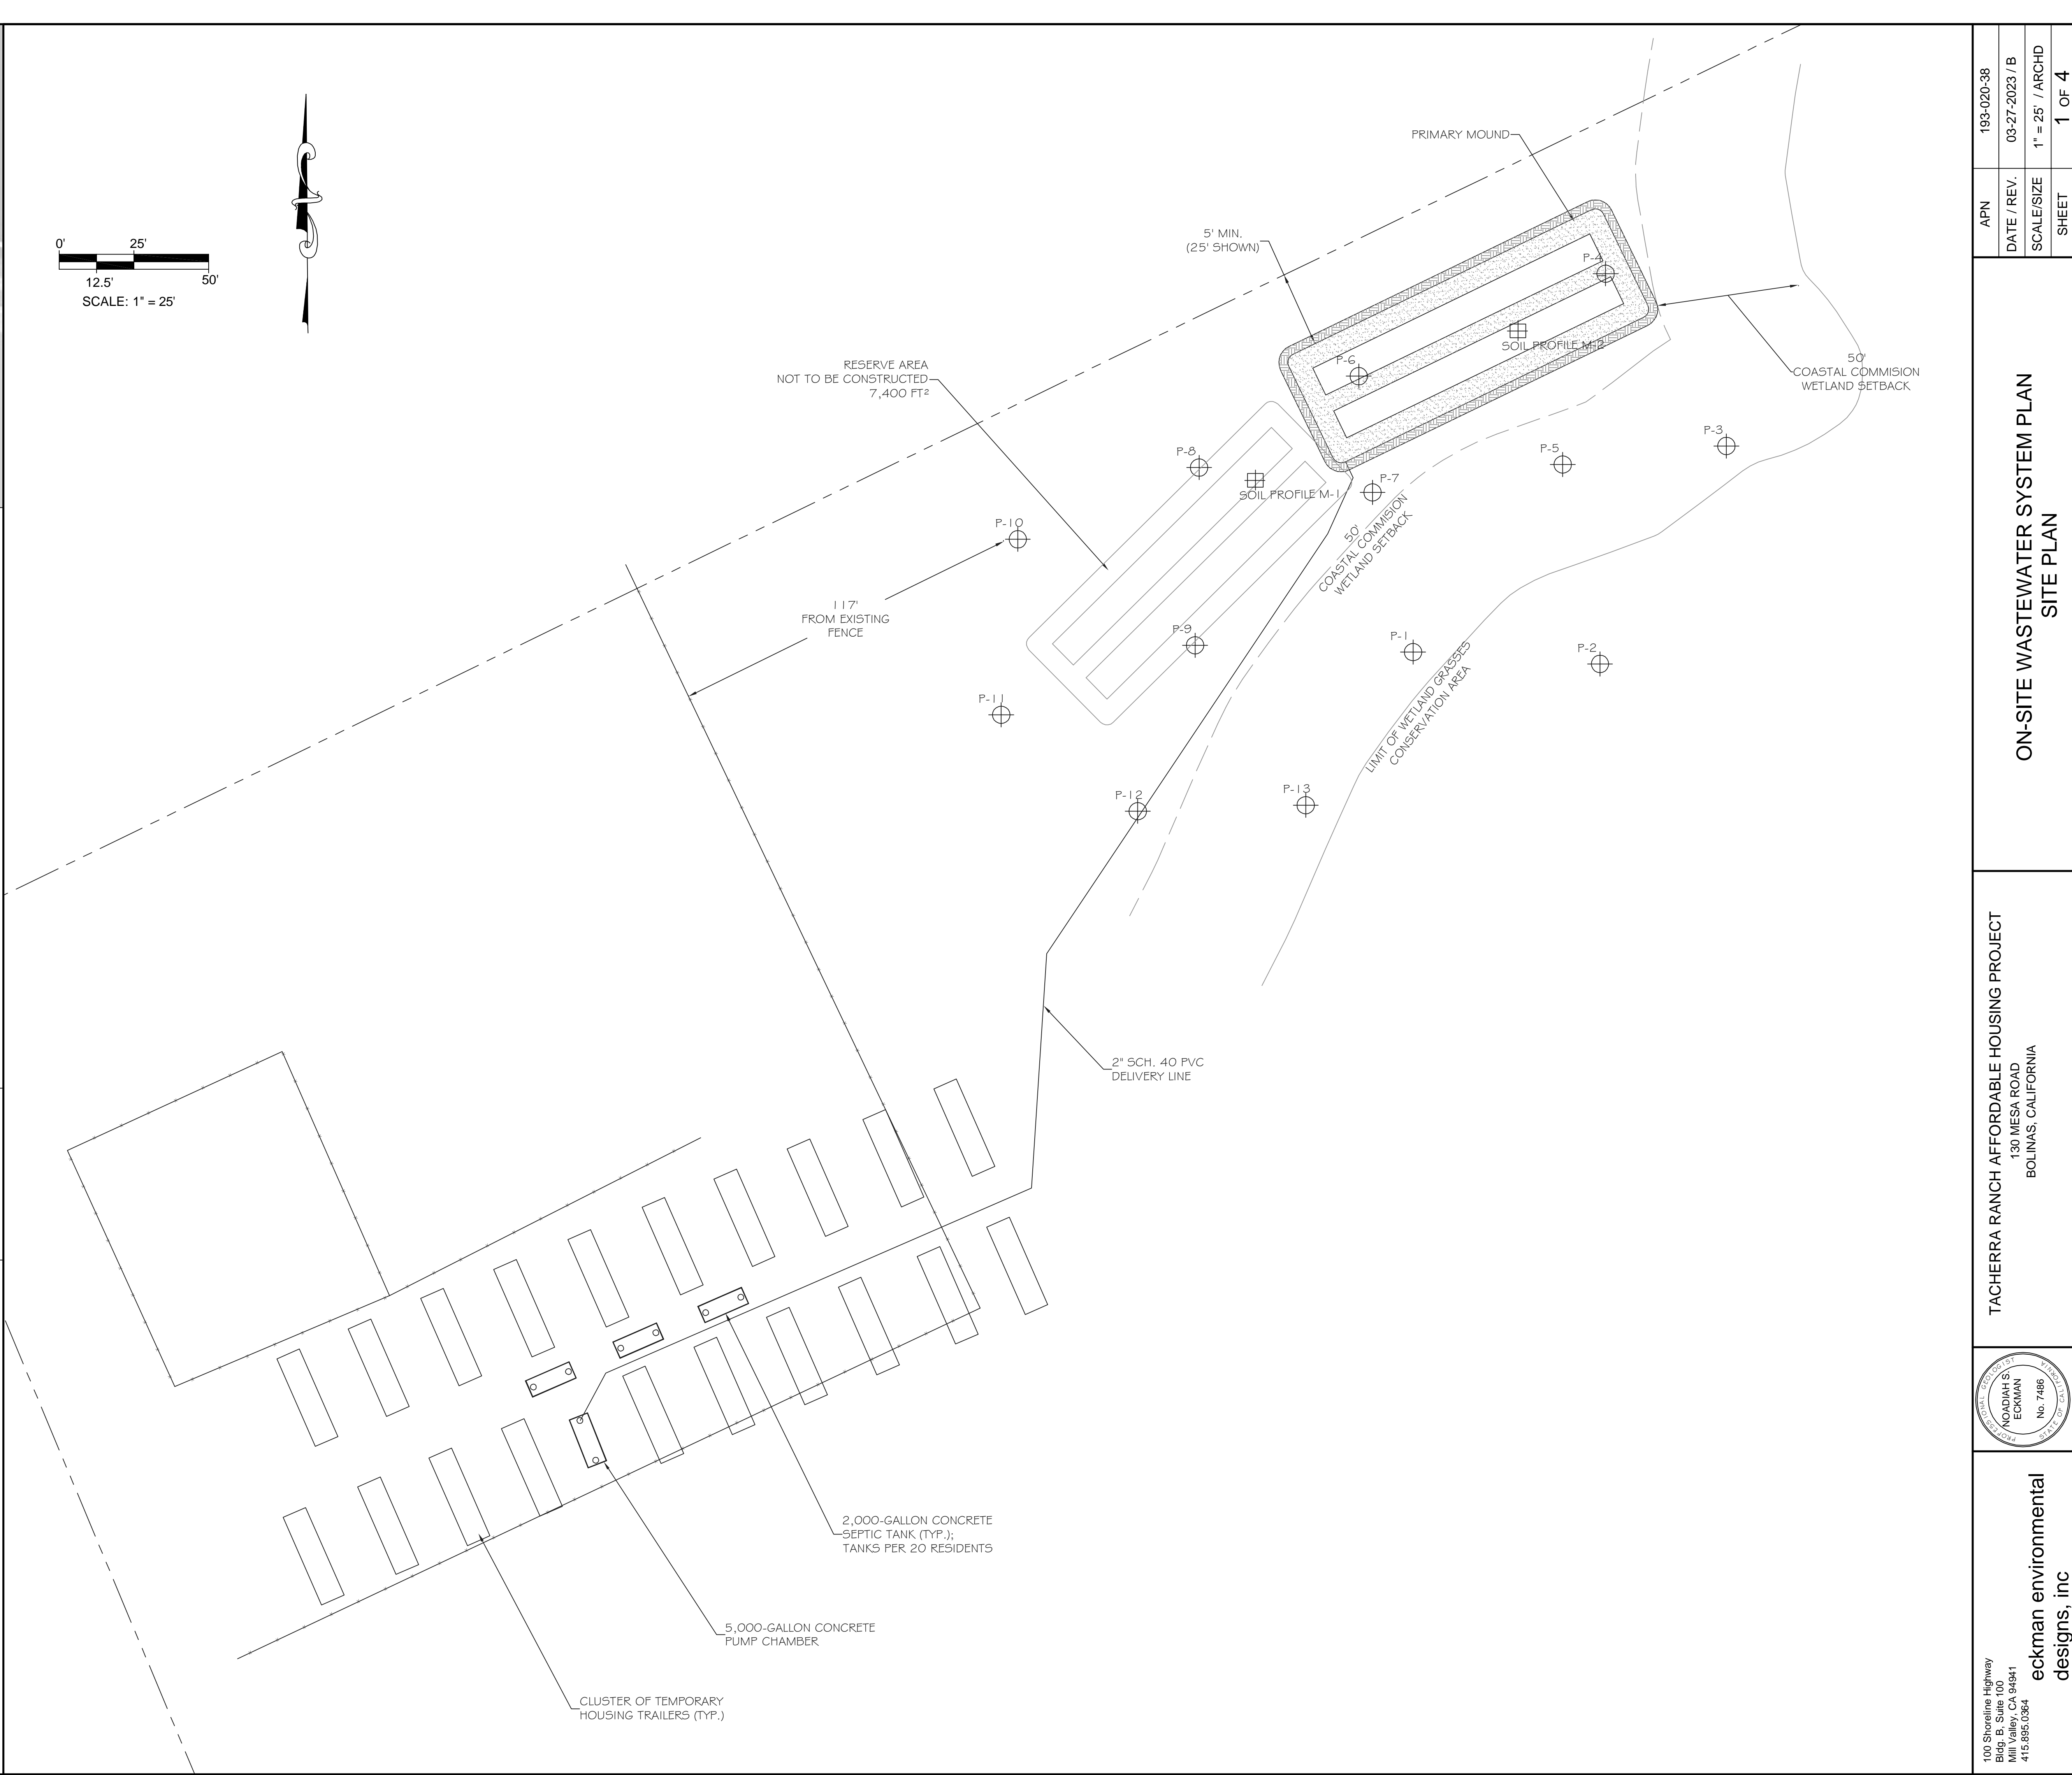 0'
25'
12.5'
50'
SCALE: 1" = 25'
PRIMARY MOUND
5' MIN.
(25' SHOWN)
P-4
SOIL PROFILE M-2
P-6
50'
COASTAL COMMISION
WETLAND SETBACK
RESERVE AREA
NOT TO BE CONSTRUCTED
7,400 FT²
P-3
P-5
P-8
P-7
SOIL PROFILE M-1
P-10
50'
COASTAL COMMISION
WETLAND SETBACK
117'
FROM EXISTING
FENCE
P-9
P-1
P-2
P-11
LIMIT OF WETLAND GRASSES
CONSERVATION AREA
P-12
P-13
2" SCH. 40 PVC
DELIVERY LINE
2,000-GALLON CONCRETE
SEPTIC TANK (TYP.);
TANKS PER 20 RESIDENTS
5,000-GALLON CONCRETE
PUMP CHAMBER
CLUSTER OF TEMPORARY
HOUSING TRAILERS (TYP.)
APN 193-020-38
DATE / REV. 03-27-2023 / B
SCALE/SIZE 1" = 25' / ARCHD
SHEET 1 OF 4
ON-SITE WASTEWATER SYSTEM PLAN
SITE PLAN
TACHERRA RANCH AFFORDABLE HOUSING PROJECT
130 MESA ROAD
BOLINAS, CALIFORNIA
PROFESSIONAL GEOLOGIST
NOADIAH S.
ECKMAN
No. 7486
STATE OF CALIFORNIA
100 Shoreline Highway
Bldg. B, Suite 100
Mill Valley, CA 94941
415.895.0364
eckman environmental
designs, inc